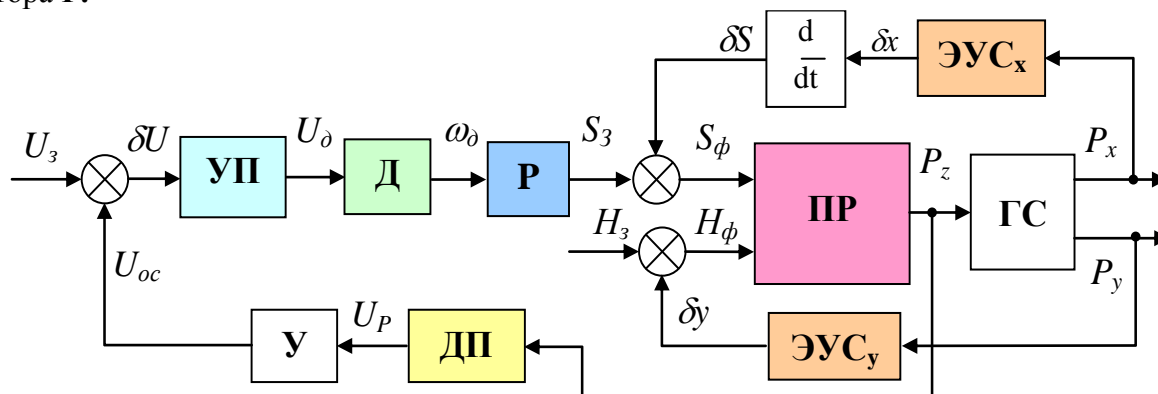 δS
d
dt
δx
ЭУСx
Uз
δU
УП
Uд
Д
ωд
Р
SЗ
Sф
ПР
Pz
ГС
Px
Hз
Hф
Py
Uос
У
UР
ДП
δy
ЭУСy